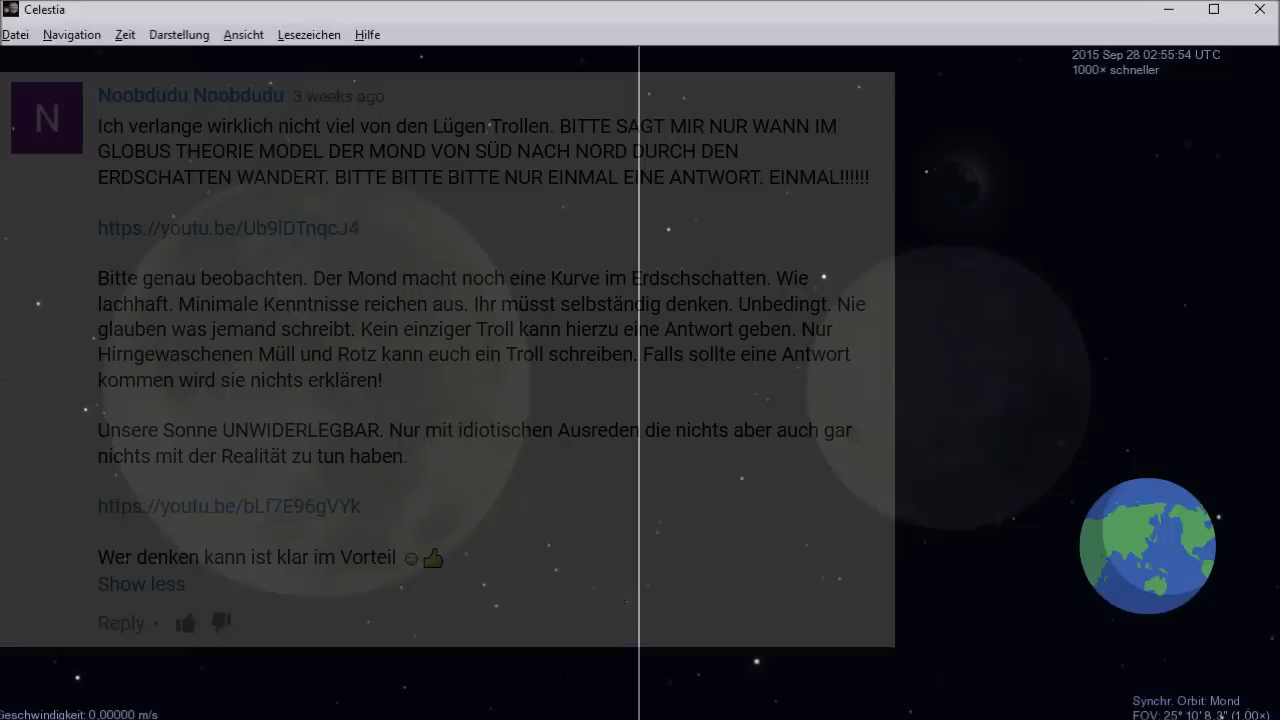 Celestia
Datei Navigation Zeit Darstellung Ansicht Lesezeichen Hilfe
2015 Sep 28 02:55:54 UTC
1000× schneller
N
Noobdudu Noobdudu 3 weeks ago
Ich verlange wirklich nicht viel von den Lügen Trollen. BITTE SAGT MIR NUR WANN IM
GLOBUS THEORIE MODEL DER MOND VON SÜD NACH NORD DURCH DEN
ERDSCHATTEN WANDERT. BITTE BITTE BITTE NUR EINMAL EINE ANTWORT. EINMAL!!!!!!
https://youtu.be/Ub9lDTnqcJ4
Bitte genau beobachten. Der Mond macht noch eine Kurve im Erdschschatten. Wie
lachhaft. Minimale Kenntnisse reichen aus. Ihr müsst selbständig denken. Unbedingt. Nie
glauben was jemand schreibt. Kein einziger Troll kann hierzu eine Antwort geben. Nur
Hirngewaschenen Müll und Rotz kann euch ein Troll schreiben. Falls sollte eine Antwort
kommen wird sie nichts erklären!
Unsere Sonne UNWIDERLEGBAR. Nur mit idiotischen Ausreden die nichts aber auch gar
nichts mit der Realität zu tun haben.
https://youtu.be/bLf7E96gVYk
Wer denken kann ist klar im Vorteil ☺👍
Show less
Reply
Geschwindigkeit: 0,00000 m/s
Synchr. Orbit: Mond
FOV: 25° 10' 8,3" (1,00×)